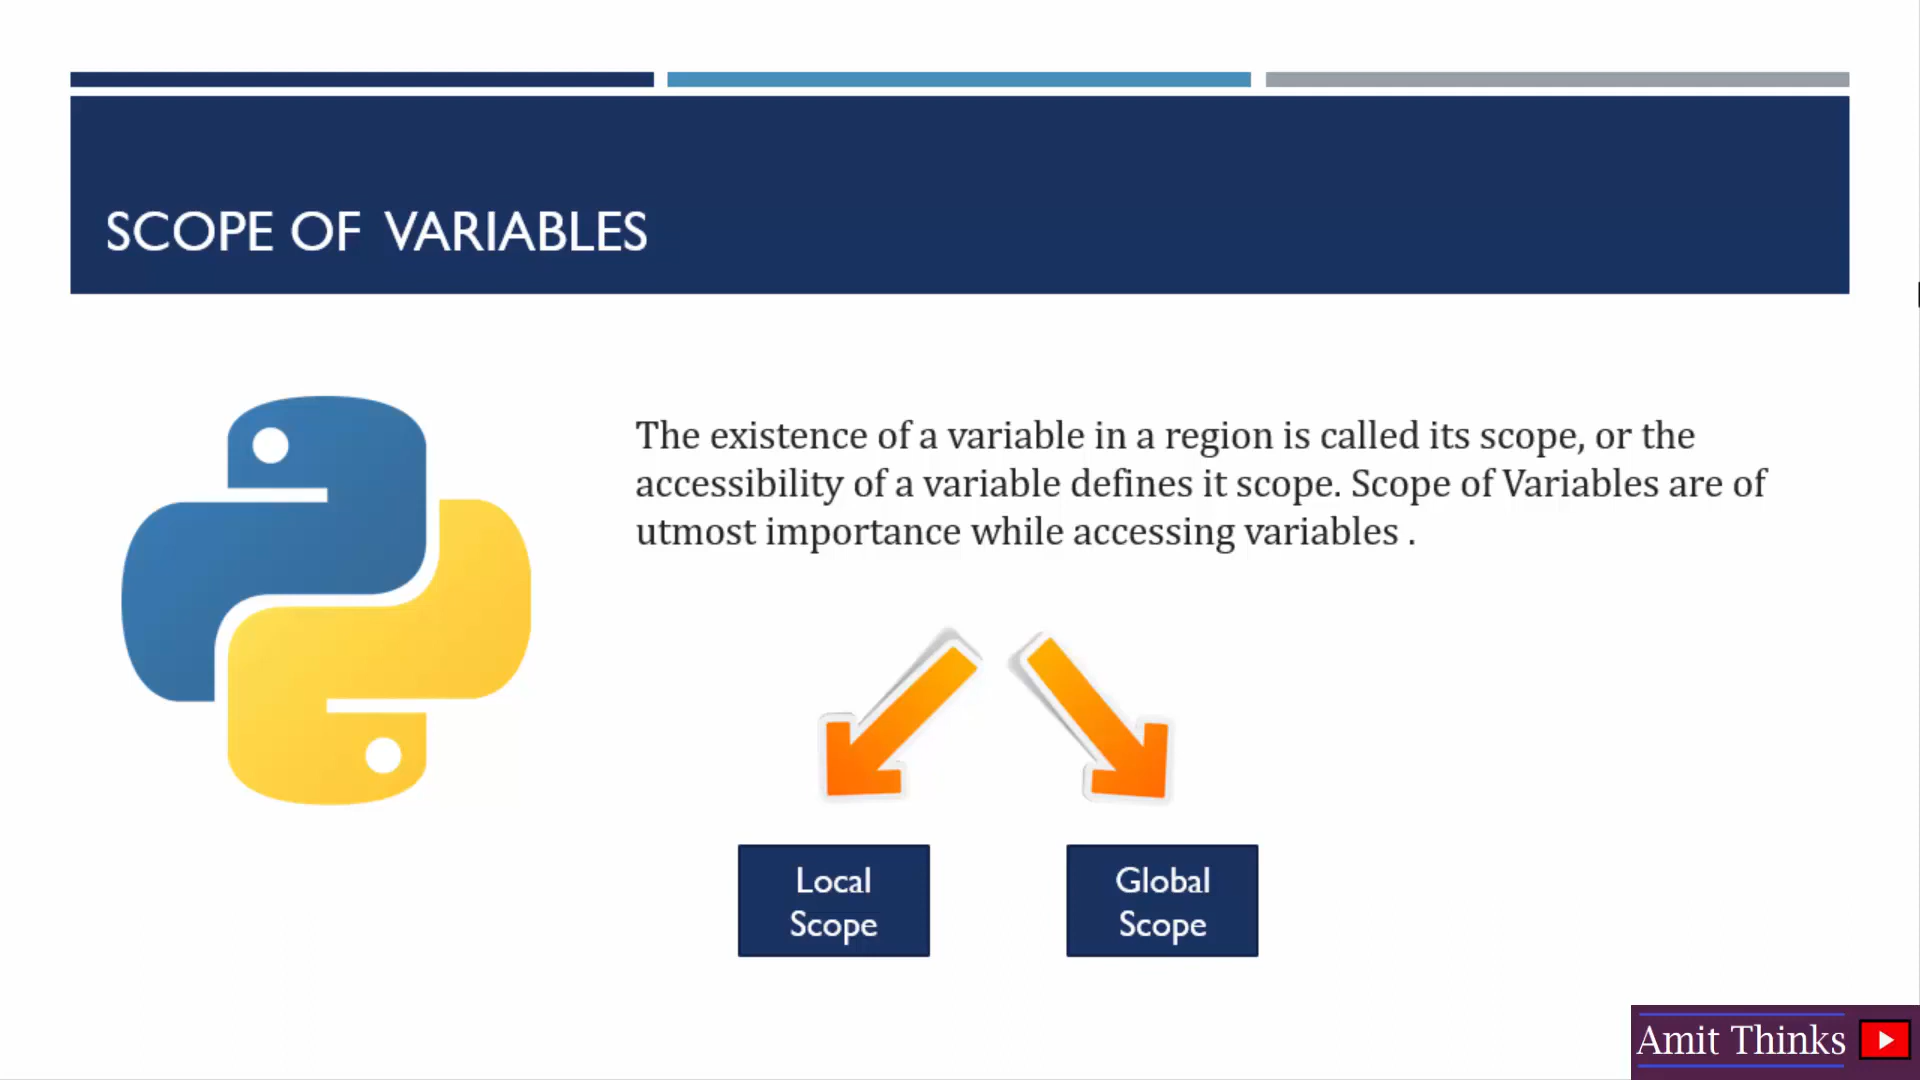 SCOPE OF VARIABLES
The existence of a variable in a region is called its scope, or the
accessibility of a variable defines it scope. Scope of Variables are of
utmost importance while accessing variables .
Local
Scope
Global
Scope
Amit Thinks